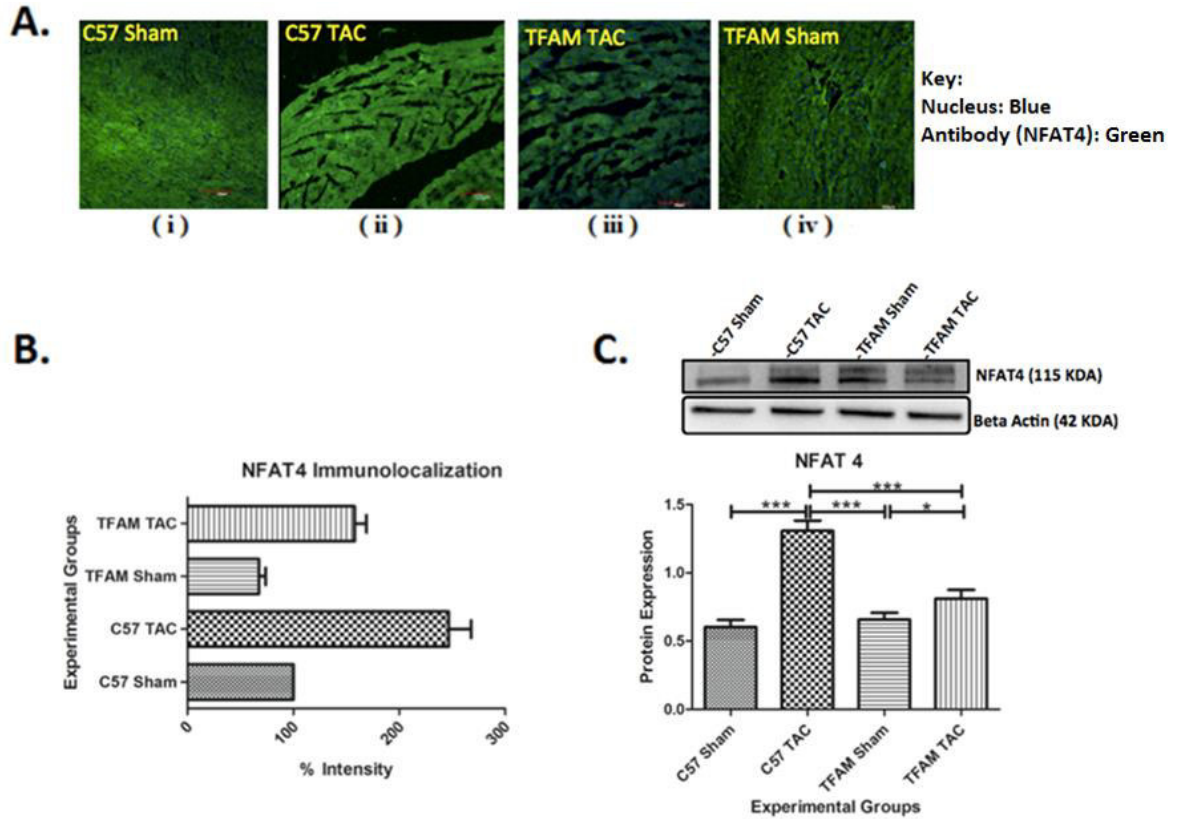 A.
C57 Sham
C57 TAC
TFAM TAC
TFAM Sham
Key:
Nucleus: Blue
Antibody (NFAT4): Green
( i )
( ii )
( iii )
( iv )
B.
NFAT4 Immunolocalization
Experimental Groups
TFAM TAC
TFAM Sham
C57 TAC
C57 Sham
0
100
200
300
% Intensity
C.
-C57 Sham
-C57 TAC
-TFAM Sham
-TFAM TAC
NFAT4 (115 KDA)
Beta Actin (42 KDA)
NFAT 4
***
*** *** *
Protein Expression
1.5
1.0
0.5
0.0
C57 Sham
C57 TAC
TFAM Sham
TFAM TAC
Experimental Groups